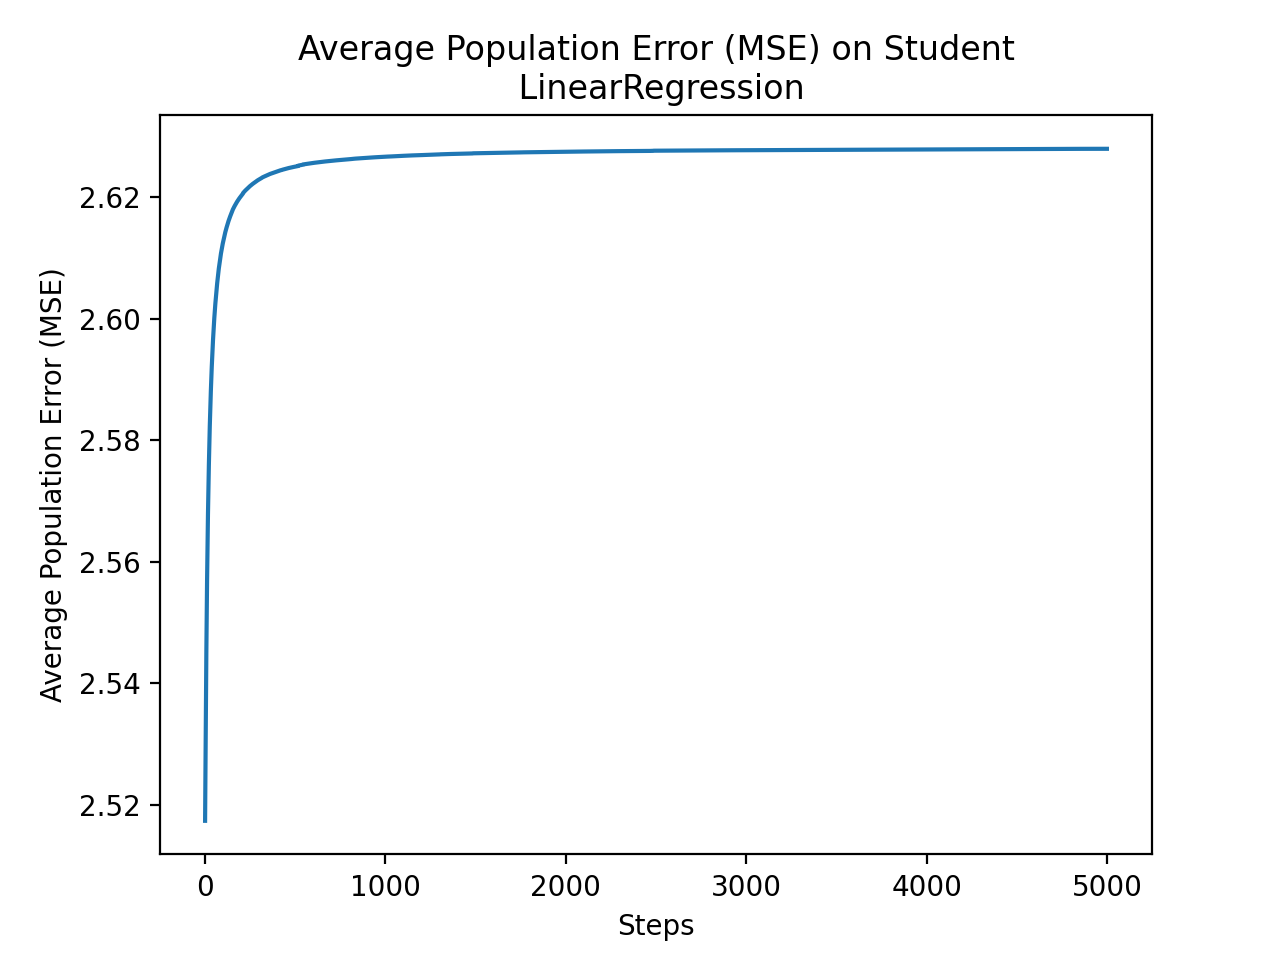 Average Population Error (MSE) on Student
LinearRegression
Average Population Error (MSE)
2.62
2.60
2.58
2.56
2.54
2.52
0 1000 2000 3000 4000 5000
Steps